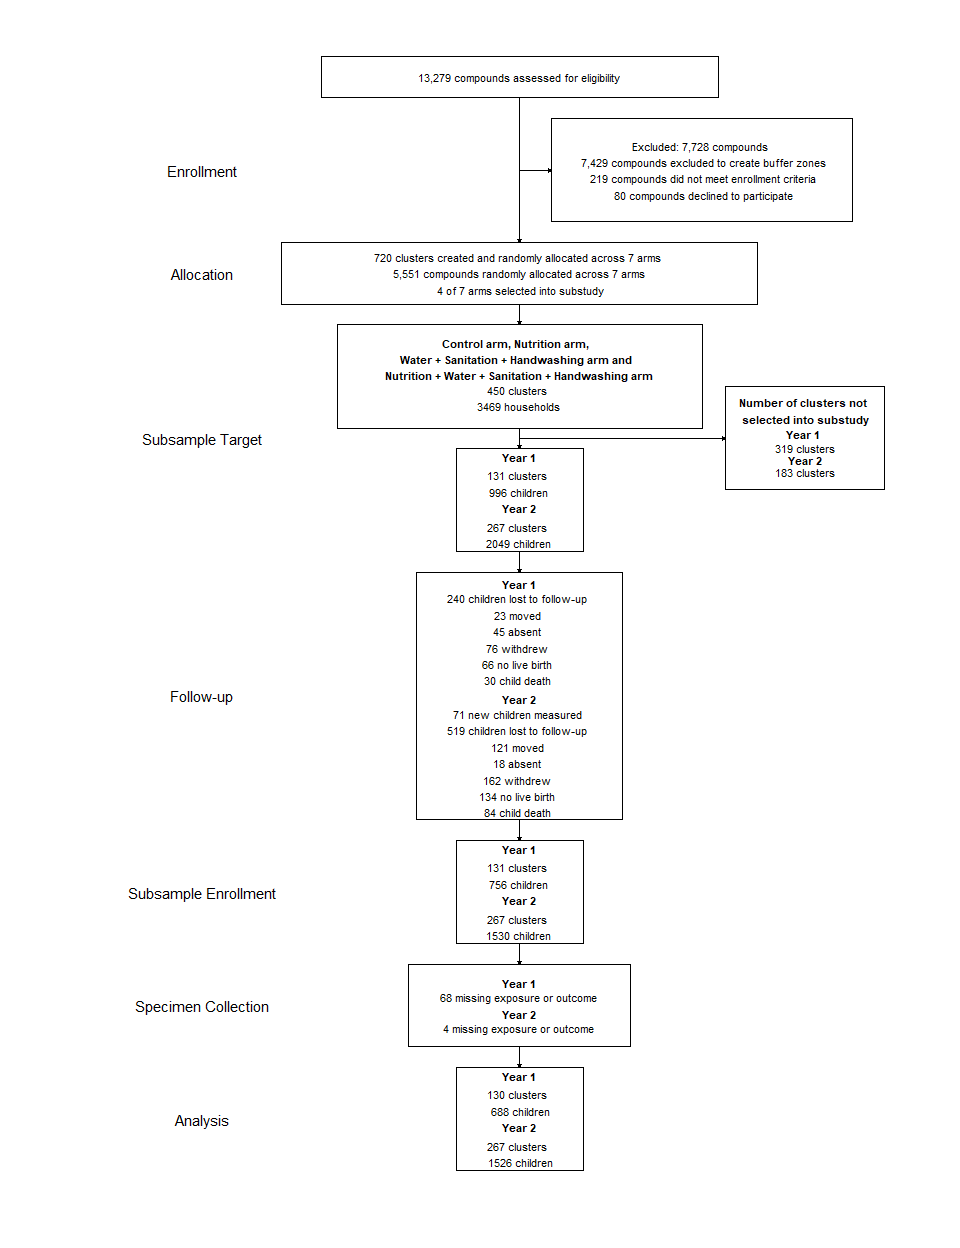 13,279 compounds assessed for eligibility
Enrollment
Excluded: 7,728 compounds
7,429 compounds excluded to create buffer zones
219 compounds did not meet enrollment criteria
80 compounds declined to participate
Allocation
720 clusters created and randomly allocated across 7 arms
5,551 compounds randomly allocated across 7 arms
4 of 7 arms selected into substudy
Control arm, Nutrition arm,
Water + Sanitation + Handwashing arm and
Nutrition + Water + Sanitation + Handwashing arm
450 clusters
3469 households
Number of clusters not
selected into substudy
Year 1
319 clusters
Year 2
183 clusters
Subsample Target
Year 1
131 clusters
996 children
Year 2
267 clusters
2049 children
Follow-up
Year 1
240 children lost to follow-up
23 moved
45 absent
76 withdrew
66 no live birth
30 child death
Year 2
71 new children measured
519 children lost to follow-up
121 moved
18 absent
162 withdrew
134 no live birth
84 child death
Subsample Enrollment
Year 1
131 clusters
756 children
Year 2
267 clusters
1530 children
Specimen Collection
Year 1
68 missing exposure or outcome
Year 2
4 missing exposure or outcome
Analysis
Year 1
130 clusters
688 children
Year 2
267 clusters
1526 children